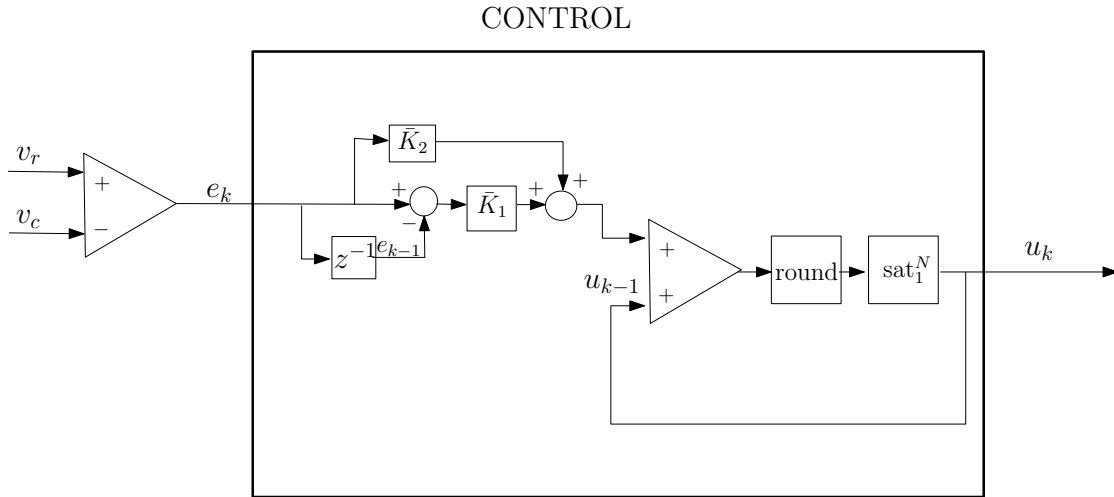 CONTROL
v_r
+
v_c
−
e_k
K̄_2
+
−
K̄_1
+
+
z^{-1}
e_{k-1}
+
+
u_{k-1}
round
sat_1^N
u_k